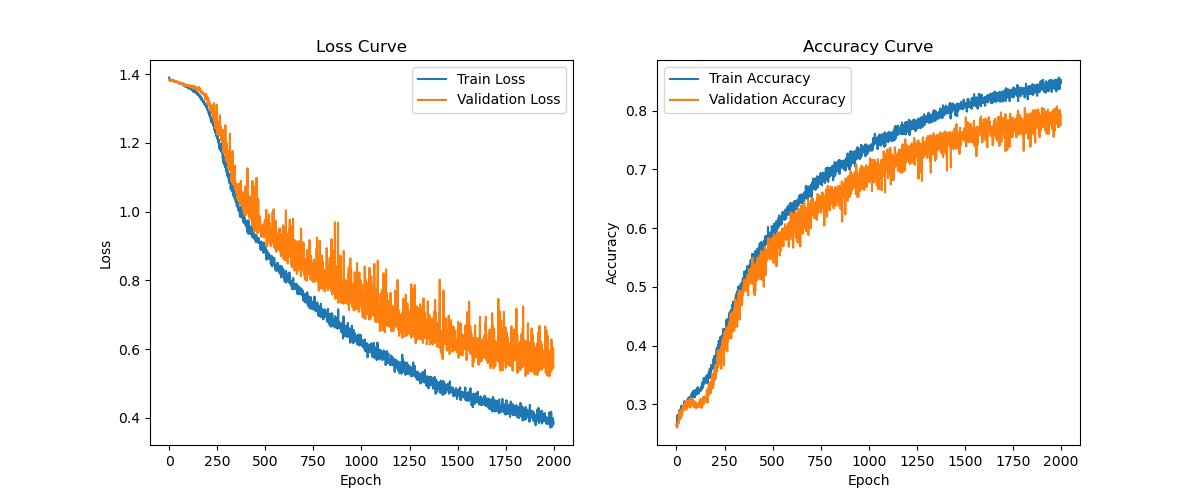 Loss Curve
Train Loss
Validation Loss
1.4
1.2
1.0
0.8
0.6
0.4
Loss
0 250 500 750 1000 1250 1500 1750 2000
Epoch
Accuracy Curve
Train Accuracy
Validation Accuracy
0.8
0.7
0.6
0.5
0.4
0.3
Accuracy
0 250 500 750 1000 1250 1500 1750 2000
Epoch